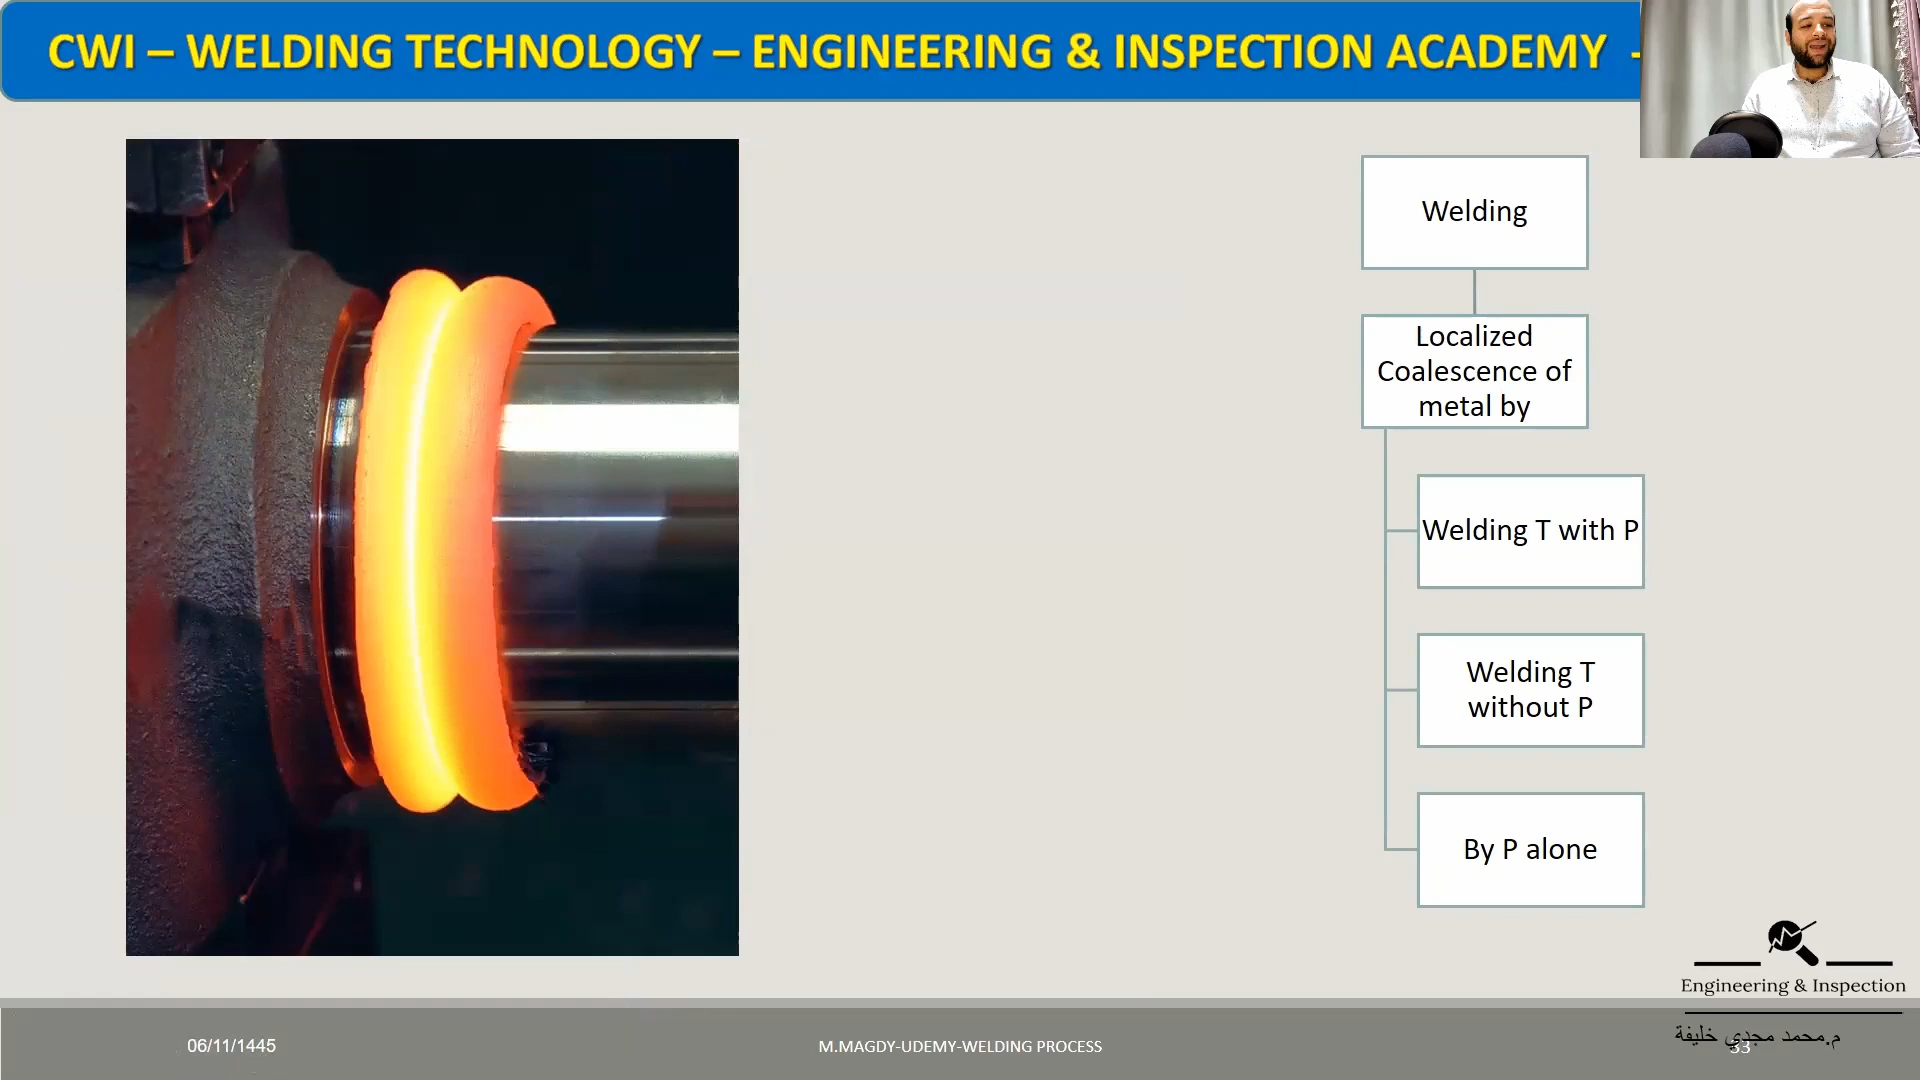 CWI – WELDING TECHNOLOGY – ENGINEERING & INSPECTION ACADEMY -
Welding
Localized
Coalescence of
metal by
Welding T with P
Welding T
without P
By P alone
Engineering & Inspection
م.محمد مجدي خليفة
06/11/1445
M.MAGDY-UDEMY-WELDING PROCESS
33